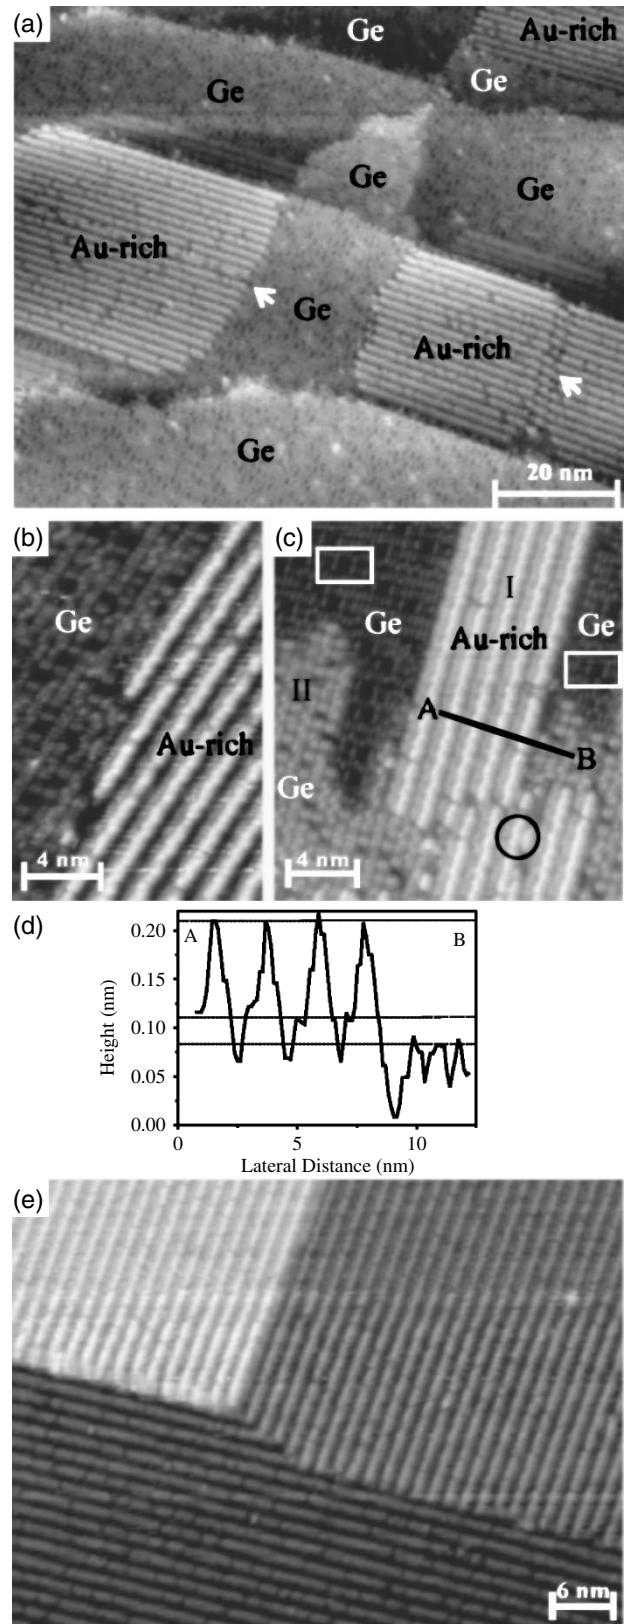 (a)
Ge
Au-rich
Ge
Ge
Ge
Ge
Au-rich
Ge
Au-rich
Ge
20 nm
(b)
Ge
Au-rich
4 nm
(c)
I
Ge
Au-rich
Ge
II
A
B
Ge
4 nm
(d)
A
B
0.20
0.15
0.10
0.05
0.00
Height (nm)
0
5
10
Lateral Distance (nm)
(e)
6 nm